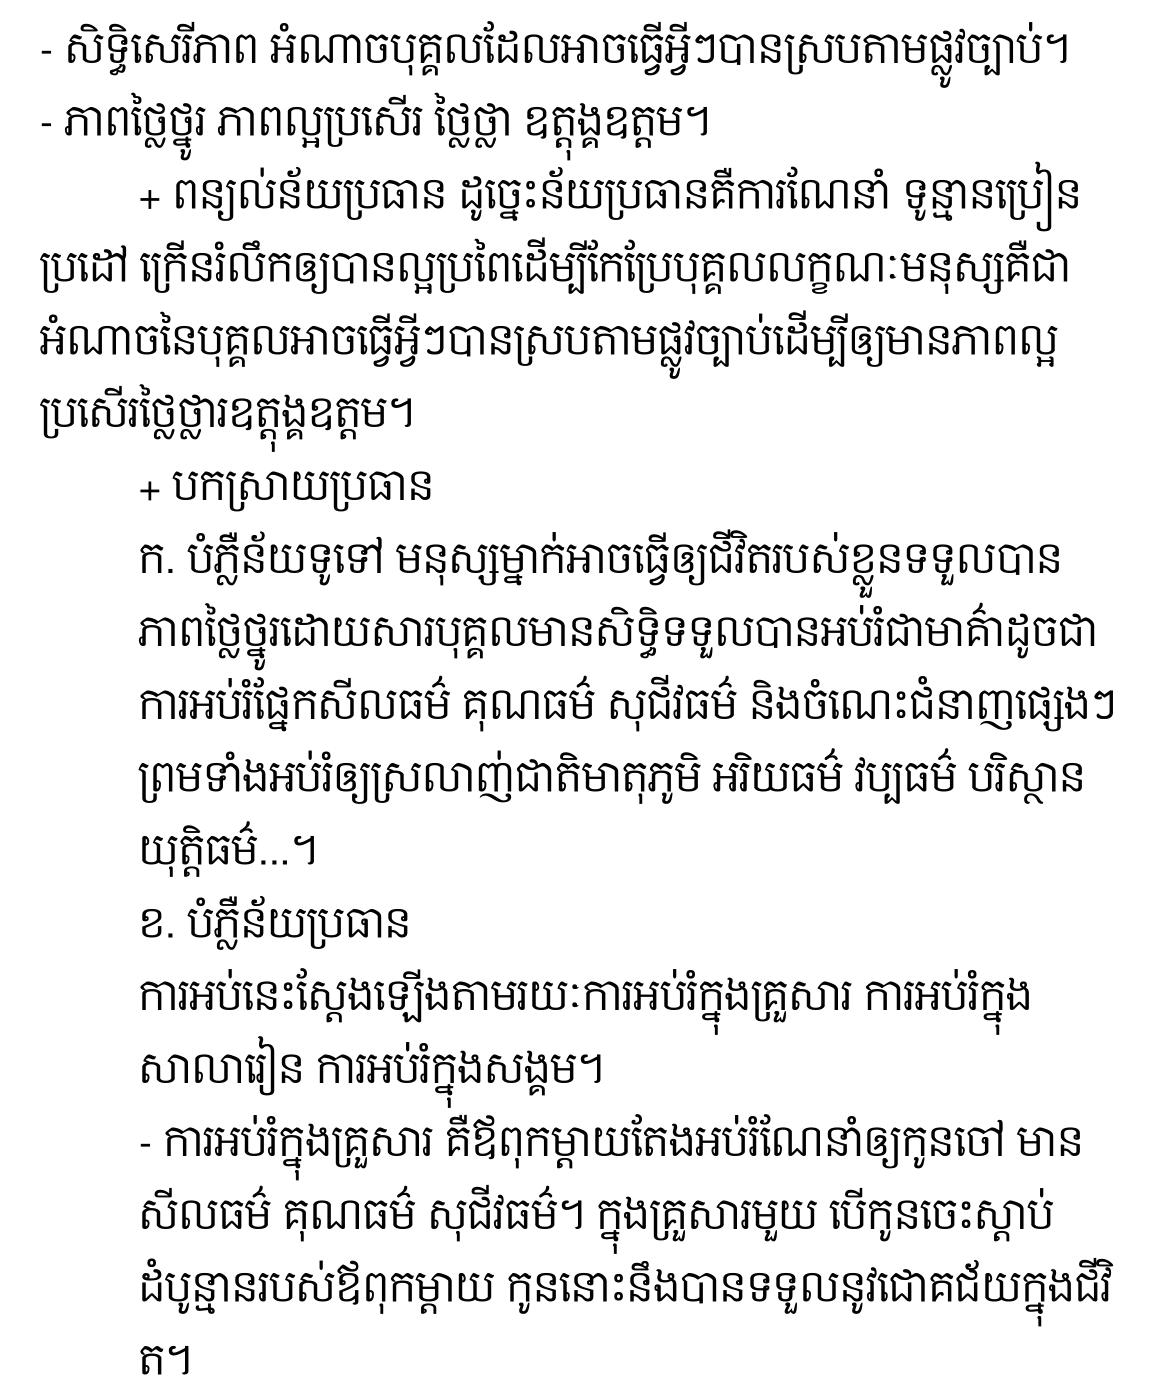 - សិទ្ធិសេរីភាព អំណាចបុគ្គលដែលអាចធ្វើអ្វីៗបានស្របតាមផ្លូវច្បាប់។
- ភាពថ្លៃថ្នូរ ភាពល្អប្រសើរ ថ្លៃថ្លា ឧត្តុង្គឧត្តម។
+ ពន្យល់ន័យប្រធាន ដូច្នេះន័យប្រធានគឺការណែនាំ ទូន្មានប្រៀន
ប្រដៅ ក្រើនរំលឹកឲ្យបានល្អប្រពៃដើម្បីកែប្រែបុគ្គលលក្ខណៈមនុស្សគឺជា
អំណាចនៃបុគ្គលអាចធ្វើអ្វីៗបានស្របតាមផ្លូវច្បាប់ដើម្បីឲ្យមានភាពល្អ
ប្រសើរថ្លៃថ្លារឧត្តុង្គឧត្តម។
+ បកស្រាយប្រធាន
ក. បំភ្លឺន័យទូទៅ មនុស្សម្នាក់អាចធ្វើឲ្យជីវិតរបស់ខ្លួនទទួលបាន
ភាពថ្លៃថ្នូរដោយសារបុគ្គលមានសិទ្ធិទទួលបានអប់រំជាមាគ៌ាដូចជា
ការអប់រំផ្នែកសីលធម៌ គុណធម៌ សុជីវធម៌ និងចំណេះជំនាញផ្សេងៗ
ព្រមទាំងអប់រំឲ្យស្រលាញ់ជាតិមាតុភូមិ អរិយធម៌ វប្បធម៌ បរិស្ថាន
យុត្តិធម៌...។
ខ. បំភ្លឺន័យប្រធាន
ការអប់នេះស្តែងឡើងតាមរយៈការអប់រំក្នុងគ្រួសារ ការអប់រំក្នុង
សាលារៀន ការអប់រំក្នុងសង្គម។
- ការអប់រំក្នុងគ្រួសារ គឺឪពុកម្តាយតែងអប់រំណែនាំឲ្យកូនចៅ មាន
សីលធម៌ គុណធម៌ សុជីវធម៌។ ក្នុងគ្រួសារមួយ បើកូនចេះស្តាប់
ដំបូន្មានរបស់ឪពុកម្តាយ កូននោះនឹងបានទទួលនូវជោគជ័យក្នុងជីវិ
ត។